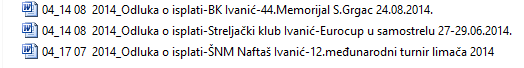 04_14 08 2014_Odluka o isplati-BK Ivanić-44.Memorijal S.Grgac 24.08.2014.
04_14 08 2014_Odluka o isplati-Streljački klub Ivanić-Eurocup u samostrelu 27-29.06.2014.
04_17 07 2014_Odluka o isplati-ŠNM Naftaš Ivanić-12.međunarodni turnir limača 2014